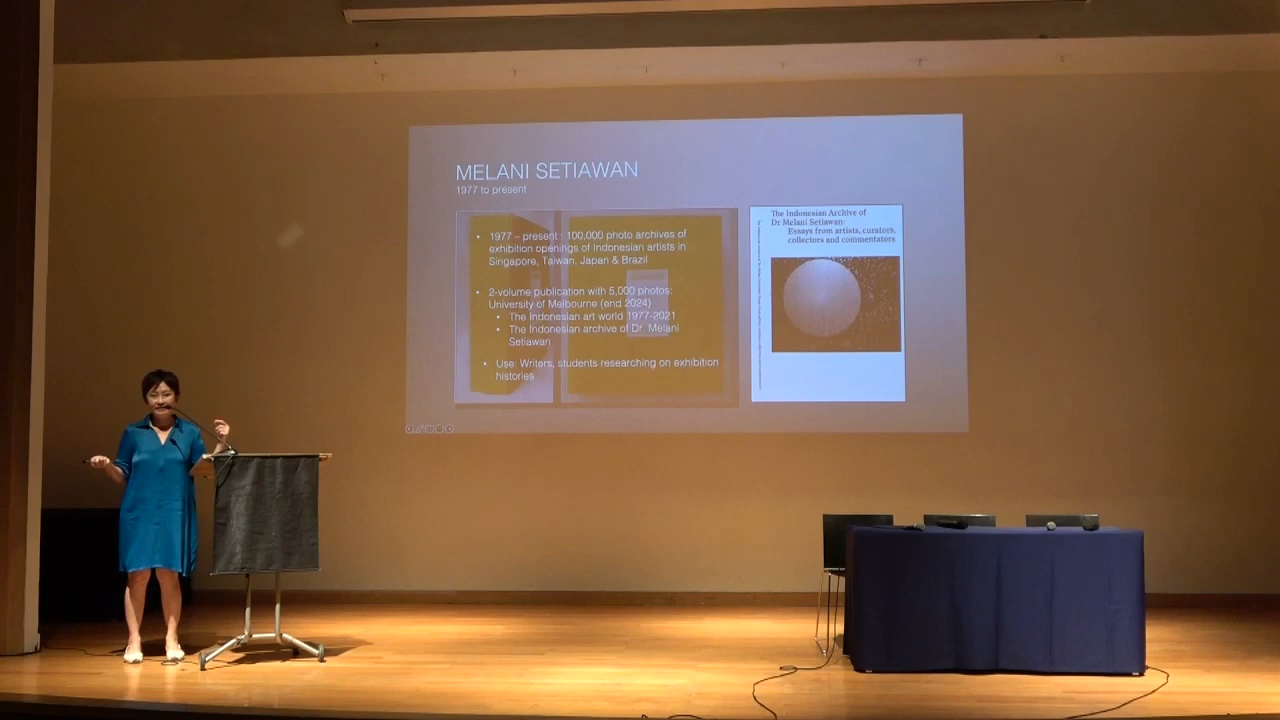 MELANI SETIAWAN
1977 to present
• 1977 – present : 100,000 photo archives of
exhibition openings of Indonesian artists in
Singapore, Taiwan, Japan & Brazil
• 2-volume publication with 5,000 photos:
University of Melbourne (end 2024)
• The Indonesian art world 1977-2021
• The Indonesian archive of Dr. Melani
Setiawan
• Use: Writers, students researching on exhibition
histories
The Indonesian Archive of
Dr Melani Setiawan:
Essays from artists, curators,
collectors and commentators